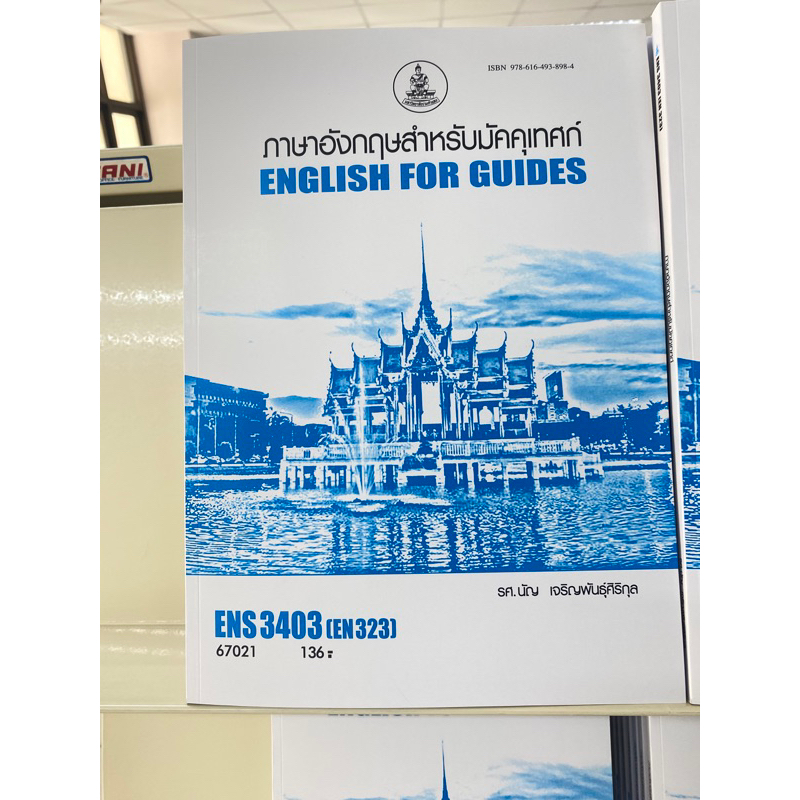 ISBN 978-616-493-898-4
ภาษาอังกฤษสำหรับมัคคุเทศก์
ENGLISH FOR GUIDES
ANI
รศ.นัญ เจริญพันธุ์ศิริกุล
ENS 3403 (EN 323)
67021 136